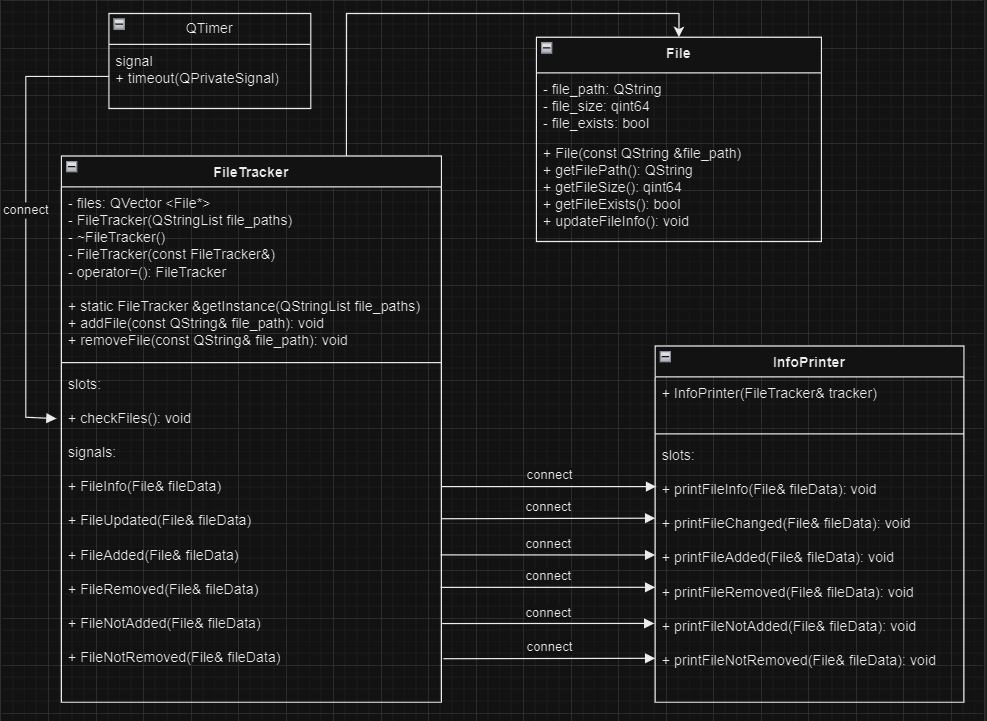 QTimer
signal
+ timeout(QPrivateSignal)
File
- file_path: QString
- file_size: qint64
- file_exists: bool
+ File(const QString &file_path)
+ getFilePath(): QString
+ getFileSize(): qint64
+ getFileExists(): bool
+ updateFileInfo(): void
connect
FileTracker
- files: QVector <File*>
- FileTracker(QStringList file_paths)
- ~FileTracker()
- FileTracker(const FileTracker&)
- operator=(): FileTracker
+ static FileTracker &getInstance(QStringList file_paths)
+ addFile(const QString& file_path): void
+ removeFile(const QString& file_path): void
slots:
+ checkFiles(): void
signals:
+ FileInfo(File& fileData)
+ FileUpdated(File& fileData)
+ FileAdded(File& fileData)
+ FileRemoved(File& fileData)
+ FileNotAdded(File& fileData)
+ FileNotRemoved(File& fileData)
connect
connect
connect
connect
connect
connect
InfoPrinter
+ InfoPrinter(FileTracker& tracker)
slots:
+ printFileInfo(File& fileData): void
+ printFileChanged(File& fileData): void
+ printFileAdded(File& fileData): void
+ printFileRemoved(File& fileData): void
+ printFileNotAdded(File& fileData): void
+ printFileNotRemoved(File& fileData): void